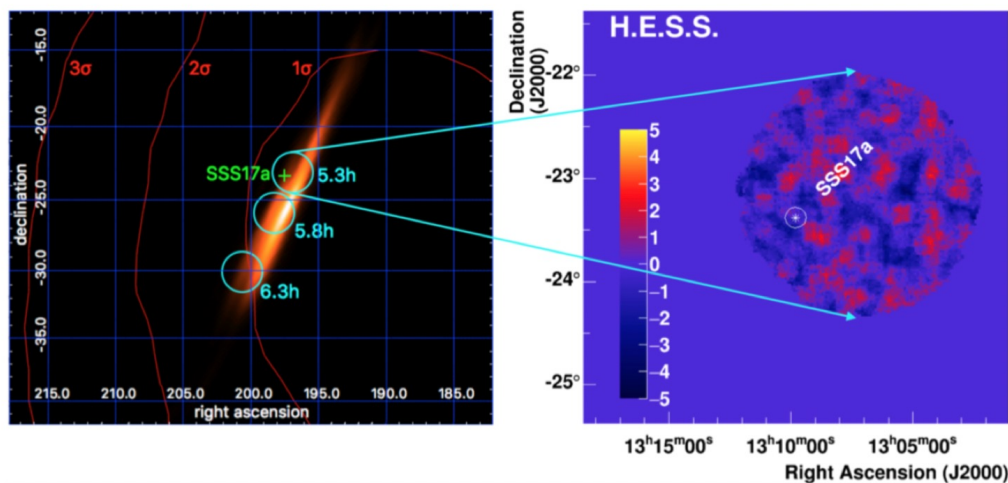 3σ
2σ
1σ
SSS17a
5.3h
5.8h
6.3h
-15.0
-20.0
-25.0
-30.0
-35.0
declination
215.0 210.0 205.0 200.0 195.0 190.0 185.0
right ascension
H.E.S.S.
Declination
(J2000)
-22°
-23°
-24°
-25°
5
4
3
2
1
0
−1
−2
−3
−4
−5
SSS17a
13h15m00s 13h10m00s 13h05m00s
Right Ascension (J2000)